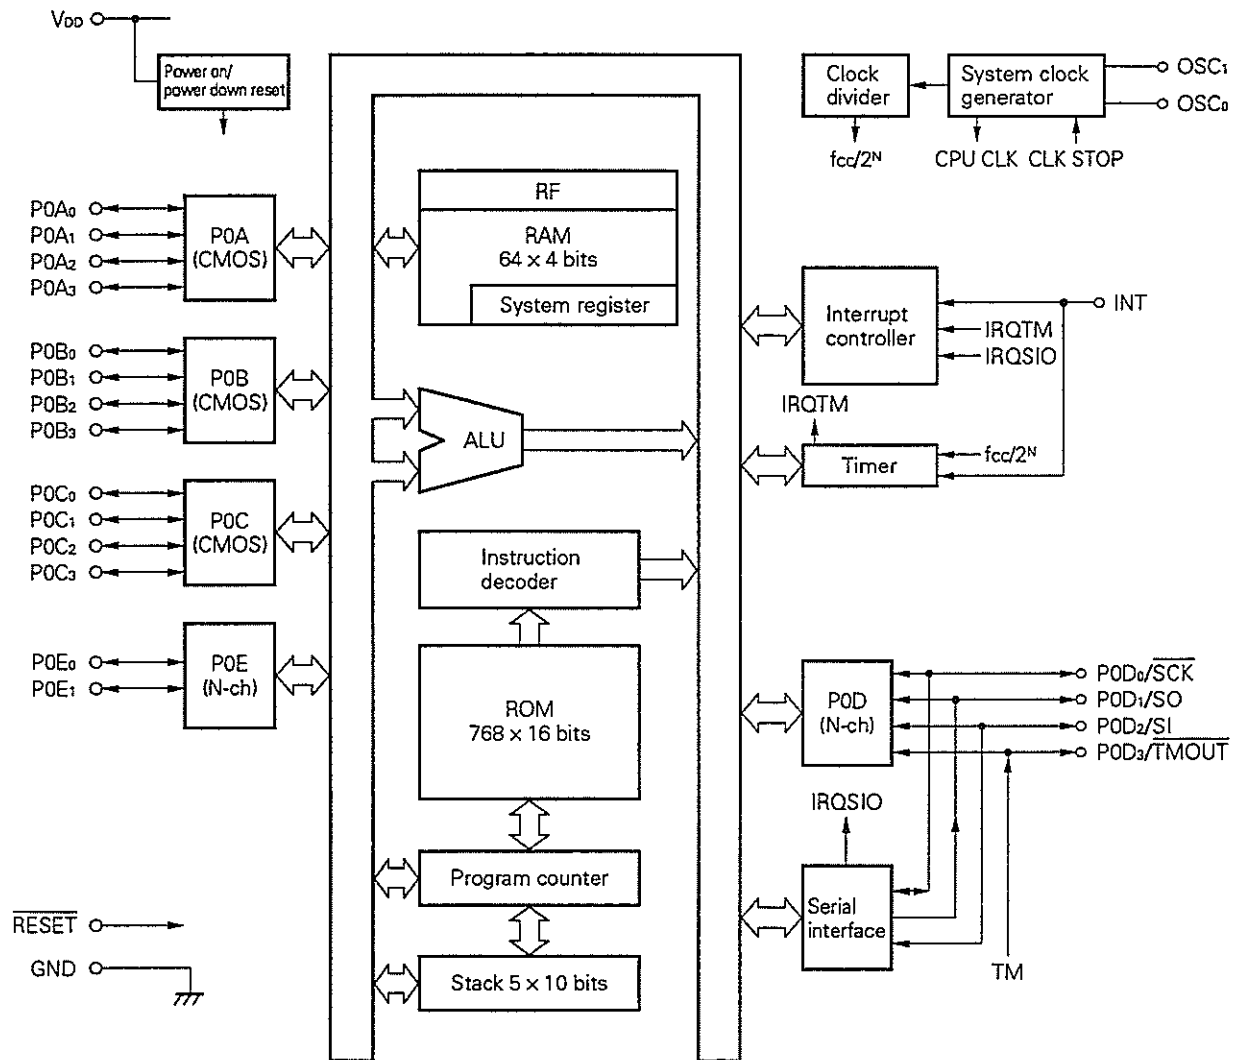 VDD
Power on/
power down reset
P0A0
P0A1
P0A2
P0A3
P0A
(CMOS)
P0B0
P0B1
P0B2
P0B3
P0B
(CMOS)
P0C0
P0C1
P0C2
P0C3
P0C
(CMOS)
P0E0
P0E1
P0E
(N-ch)
RESET
GND
RF
RAM
64 × 4 bits
System register
ALU
Instruction
decoder
ROM
768 × 16 bits
Program counter
Stack 5 × 10 bits
Clock
divider
System clock
generator
OSC1
OSC0
fcc/2N
CPU CLK
CLK STOP
Interrupt
controller
INT
IRQTM
IRQSIO
IRQTM
Timer
fcc/2N
P0D
(N-ch)
P0D0/SCK
P0D1/SO
P0D2/SI
P0D3/TMOUT
IRQSIO
Serial
interface
TM